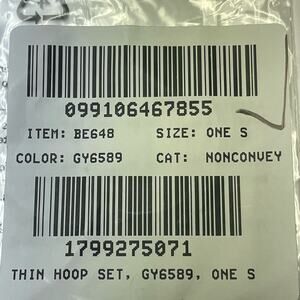 099106467855
ITEM: BE648 SIZE: ONE S
COLOR: GY6589 CAT: NONCONVEY
1799275071
THIN HOOP SET, GY6589, ONE S